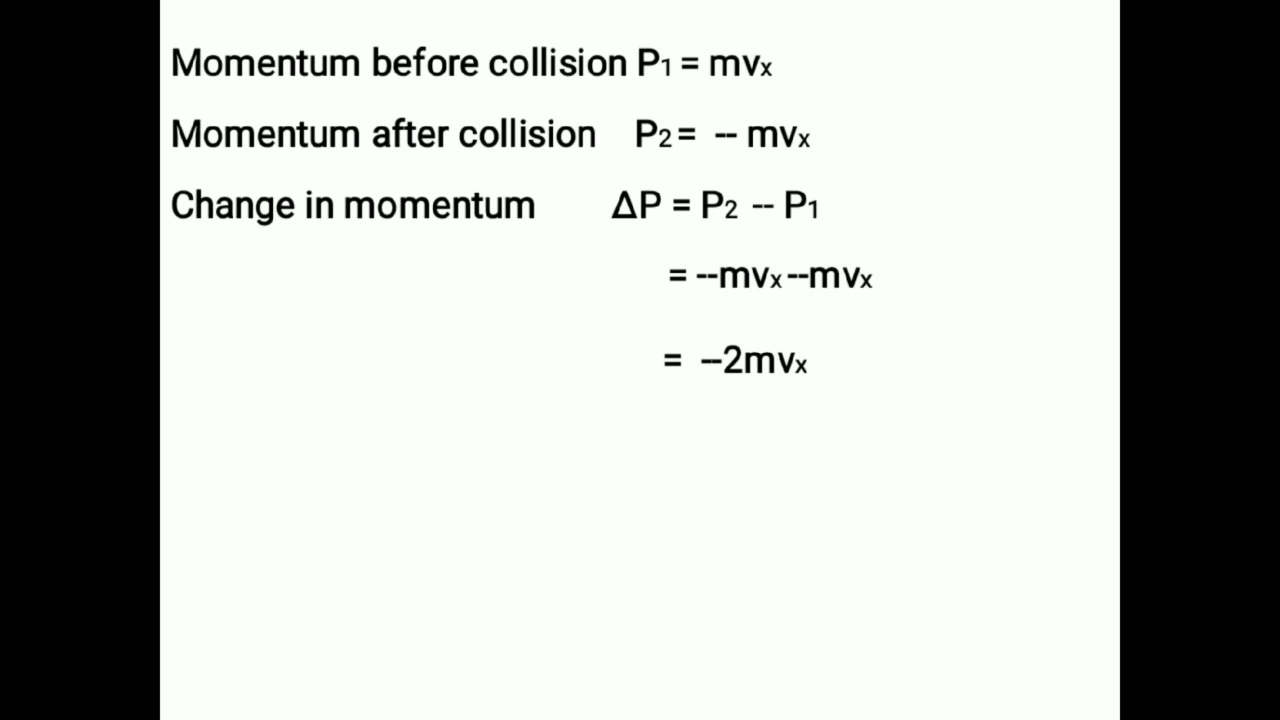 Momentum before collision P₁ = mvₓ
Momentum after collision P₂ = -- mvₓ
Change in momentum ΔP = P₂ -- P₁
= --mvₓ --mvₓ
= --2mvₓ